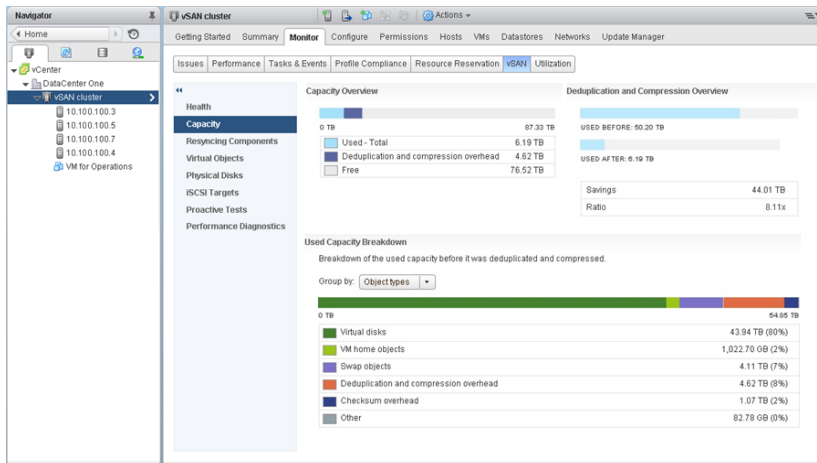 Navigator
Home
vCenter
DataCenter One
vSAN cluster
10.100.100.3
10.100.100.5
10.100.100.7
10.100.100.4
VM for Operations
vSAN cluster
Actions
Getting Started Summary Monitor Configure Permissions Hosts VMs Datastores Networks Update Manager
Issues Performance Tasks & Events Profile Compliance Resource Reservation vSAN Utilization
Health
Capacity
Resyncing Components
Virtual Objects
Physical Disks
iSCSI Targets
Proactive Tests
Performance Diagnostics
Capacity Overview
0 TB 87.33 TB
Used - Total 6.19 TB
Deduplication and compression overhead 4.62 TB
Free 76.52 TB
Deduplication and Compression Overview
USED BEFORE: 50.20 TB
USED AFTER: 6.19 TB
Savings 44.01 TB
Ratio 8.11x
Used Capacity Breakdown
Breakdown of the used capacity before it was deduplicated and compressed.
Group by: Object types
0 TB 54.85 TB
Virtual disks 43.94 TB (80%)
VM home objects 1,022.70 GB (2%)
Swap objects 4.11 TB (7%)
Deduplication and compression overhead 4.62 TB (8%)
Checksum overhead 1.07 TB (2%)
Other 82.78 GB (0%)